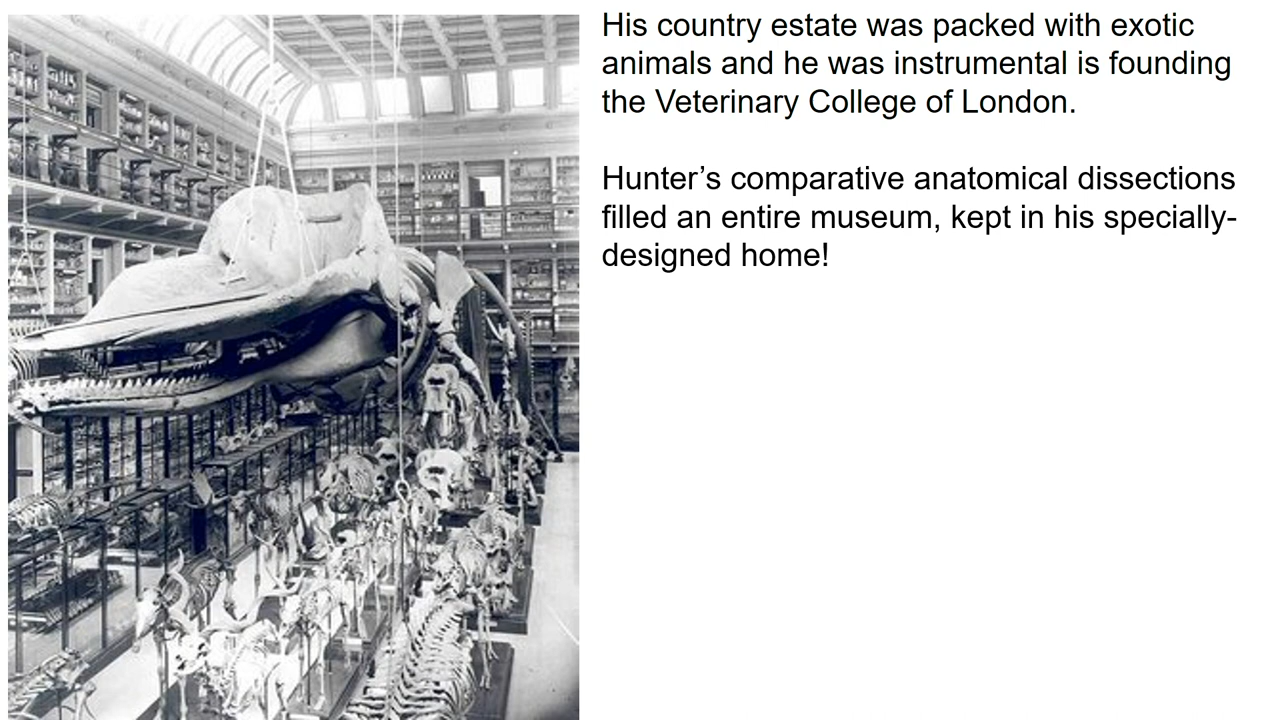 His country estate was packed with exotic
animals and he was instrumental is founding
the Veterinary College of London.
Hunter’s comparative anatomical dissections
filled an entire museum, kept in his specially-
designed home!